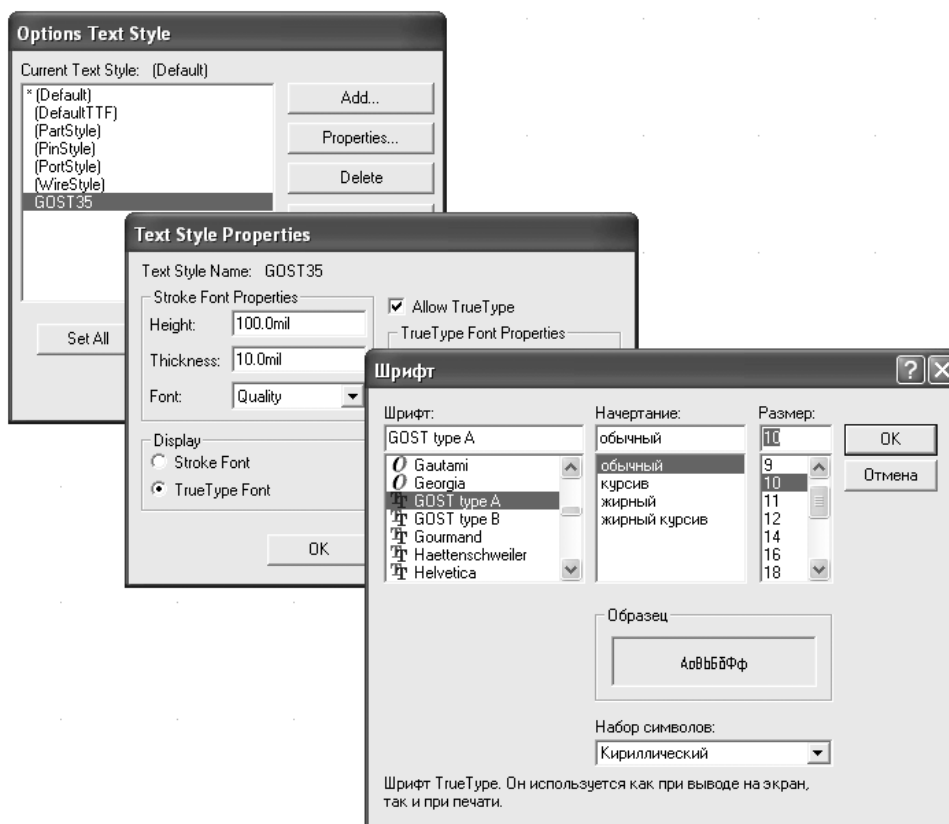 Options Text Style
Current Text Style: (Default)
* (Default)
(DefaultTTF)
(PartStyle)
(PinStyle)
(PortStyle)
(WireStyle)
GOST35
Add...
Properties...
Delete
Set All
Text Style Properties
Text Style Name: GOST35
Stroke Font Properties
Height: 100.0mil
Thickness: 10.0mil
Font: Quality
Allow TrueType
TrueType Font Properties
Display
Stroke Font
TrueType Font
OK
Шрифт
Шрифт:
GOST type A
Gautami
Georgia
GOST type A
GOST type B
Gourmand
Haettenschweiler
Helvetica
Начертание:
обычный
обычный
курсив
жирный
жирный курсив
Размер:
10
9
10
11
12
14
16
18
OK
Отмена
Образец
АаВbБбФф
Набор символов:
Кириллический
Шрифт TrueType. Он используется как при выводе на экран,
так и при печати.